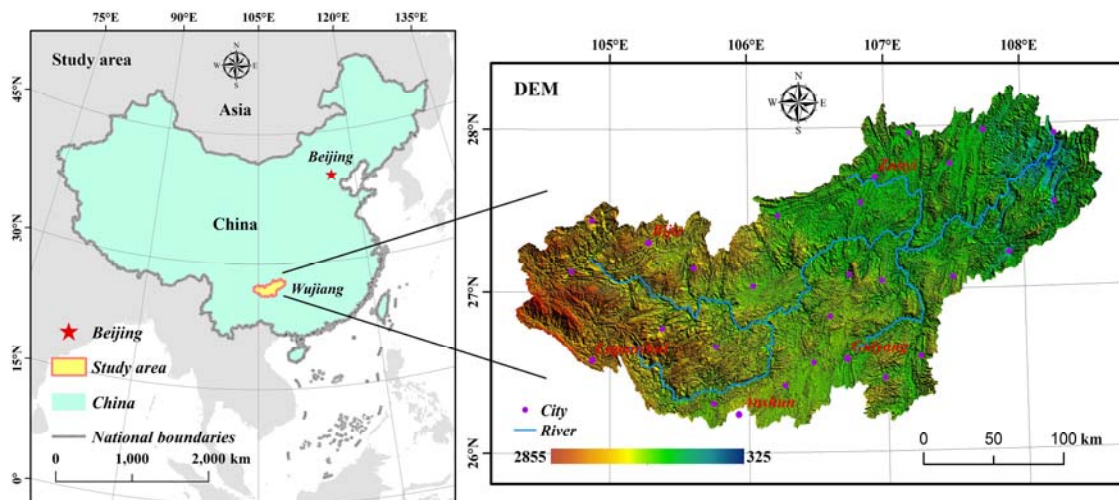 75°E
90°E
105°E
120°E
135°E
Study area
N
W
E
S
45°N
30°N
15°N
0°
Asia
Beijing
China
Wujiang
Beijing
Study area
China
National boundaries
0
1,000
2,000 km
105°E
106°E
107°E
108°E
DEM
N
W
E
S
28°N
27°N
26°N
Zunyi
Bijie
Guiyang
Anshun
City
River
2855
325
0
50
100 km